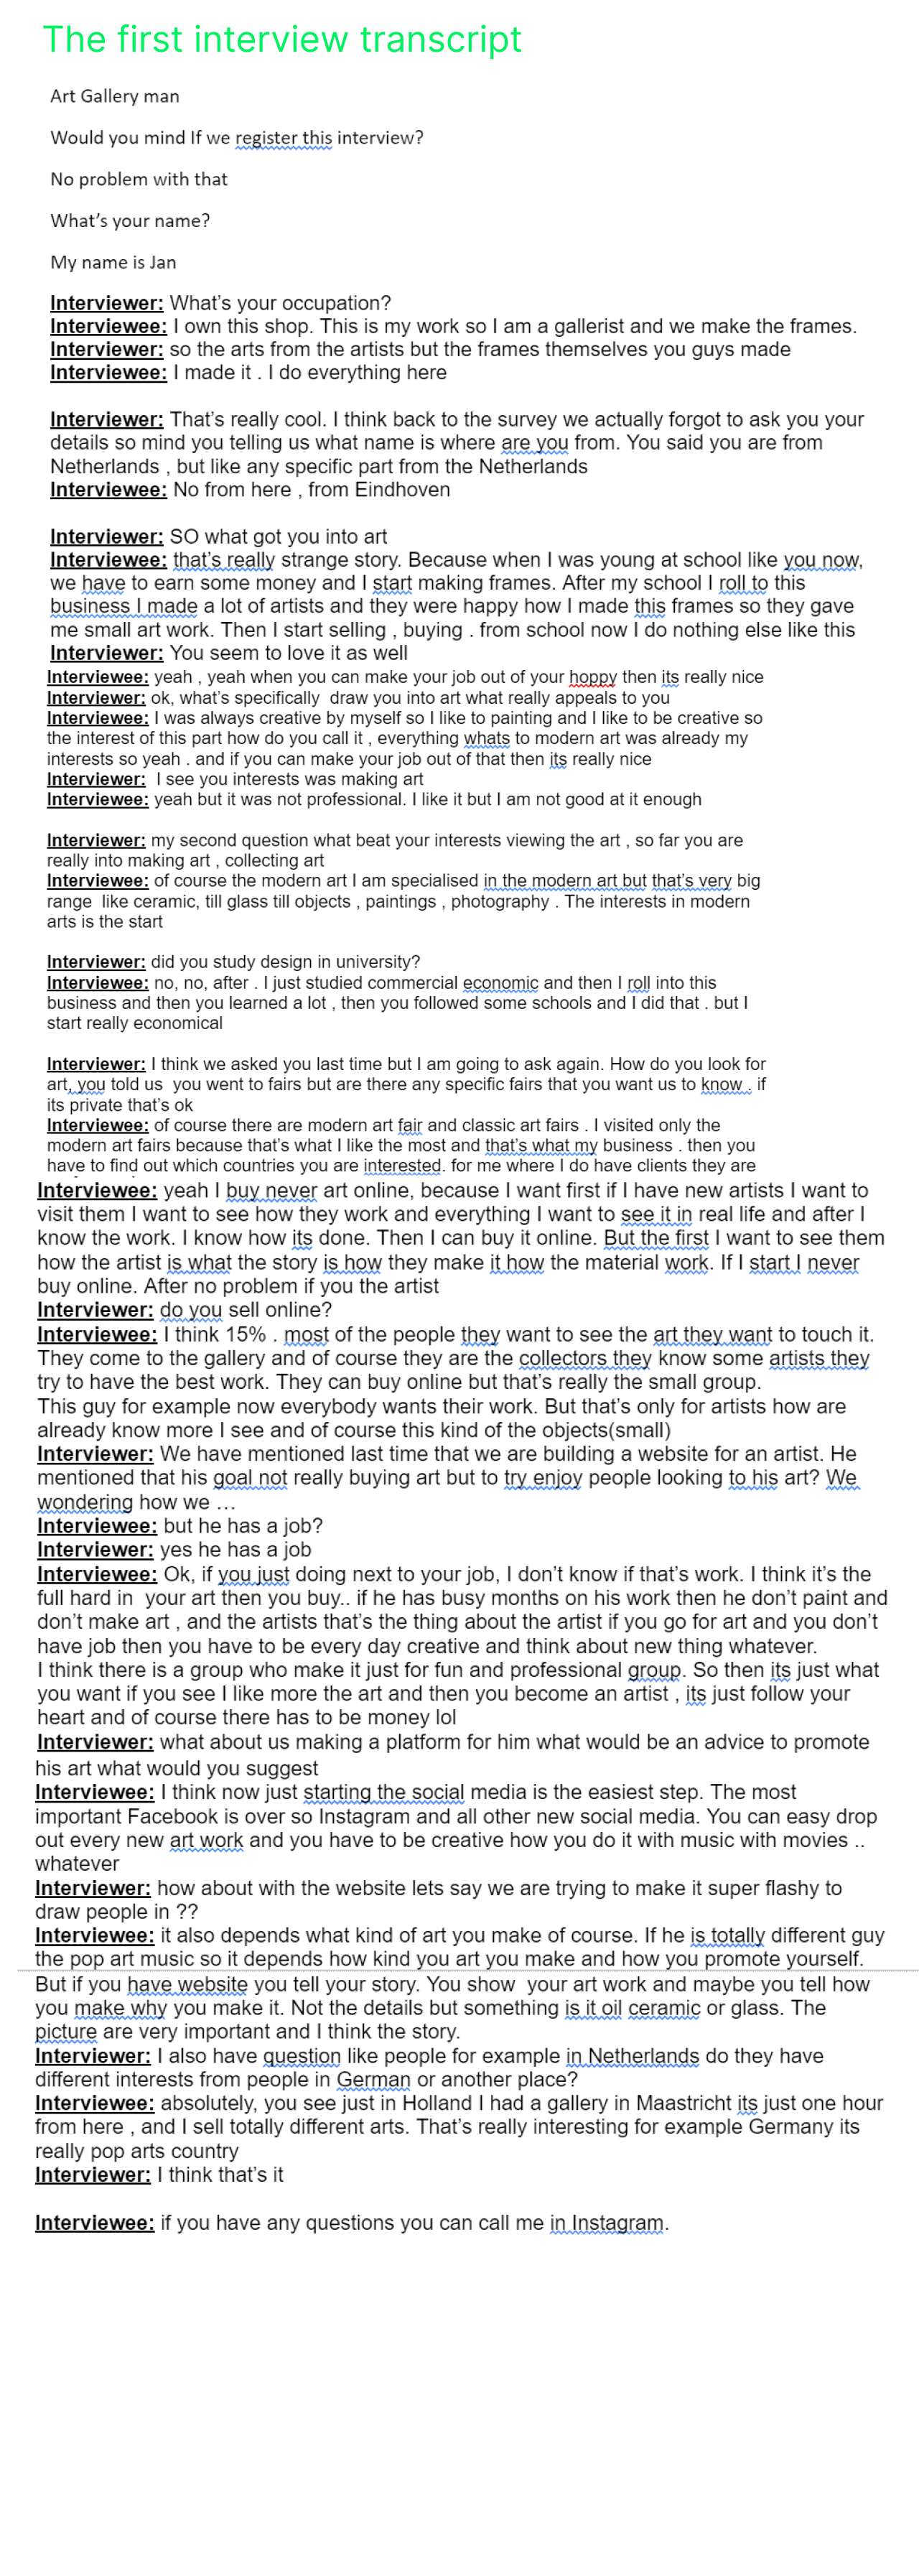 The first interview transcript
Art Gallery man
Would you mind If we register this interview?
No problem with that
What's your name?
My name is Jan
Interviewer: What's your occupation?
Interviewee: I own this shop. This is my work so I am a gallerist and we make the frames.
Interviewer: so the arts from the artists but the frames themselves you guys made
Interviewee: I made it . I do everything here
Interviewer: That's really cool. I think back to the survey we actually forgot to ask you your
details so mind you telling us what name is where are you from. You said you are from
Netherlands , but like any specific part from the Netherlands
Interviewee: No from here , from Eindhoven
Interviewer: SO what got you into art
Interviewee: that's really strange story. Because when I was young at school like you now,
we have to earn some money and I start making frames. After my school I roll to this
business I made a lot of artists and they were happy how I made this frames so they gave
me small art work. Then I start selling , buying . from school now I do nothing else like this
Interviewer: You seem to love it as well
Interviewee: yeah , yeah when you can make your job out of your hoppy then its really nice
Interviewer: ok, what's specifically  draw you into art what really appeals to you
Interviewee: I was always creative by myself so I like to painting and I like to be creative so
the interest of this part how do you call it , everything whats to modern art was already my
interests so yeah . and if you can make your job out of that then its really nice
Interviewer:  I see you interests was making art
Interviewee: yeah but it was not professional. I like it but I am not good at it enough
Interviewer: my second question what beat your interests viewing the art , so far you are
really into making art , collecting art
Interviewee: of course the modern art I am specialised in the modern art but that's very big
range  like ceramic, till glass till objects , paintings , photography . The interests in modern
arts is the start
Interviewer: did you study design in university?
Interviewee: no, no, after . I just studied commercial economic and then I roll into this
business and then you learned a lot , then you followed some schools and I did that . but I
start really economical
Interviewer: I think we asked you last time but I am going to ask again. How do you look for
art, you told us  you went to fairs but are there any specific fairs that you want us to know . if
its private that's ok
Interviewee: of course there are modern art fair and classic art fairs . I visited only the
modern art fairs because that's what I like the most and that's what my business . then you
have to find out which countries you are interested. for me where I do have clients they are
Interviewee: yeah I buy never art online, because I want first if I have new artists I want to
visit them I want to see how they work and everything I want to see it in real life and after I
know the work. I know how its done. Then I can buy it online. But the first I want to see them
how the artist is what the story is how they make it how the material work. If I start I never
buy online. After no problem if you the artist
Interviewer: do you sell online?
Interviewee: I think 15% . most of the people they want to see the art they want to touch it.
They come to the gallery and of course they are the collectors they know some artists they
try to have the best work. They can buy online but that's really the small group.
This guy for example now everybody wants their work. But that's only for artists how are
already know more I see and of course this kind of the objects(small)
Interviewer: We have mentioned last time that we are building a website for an artist. He
mentioned that his goal not really buying art but to try enjoy people looking to his art? We
wondering how we …
Interviewee: but he has a job?
Interviewer: yes he has a job
Interviewee: Ok, if you just doing next to your job, I don't know if that's work. I think it's the
full hard in  your art then you buy.. if he has busy months on his work then he don't paint and
don't make art , and the artists that's the thing about the artist if you go for art and you don't
have job then you have to be every day creative and think about new thing whatever.
I think there is a group who make it just for fun and professional group. So then its just what
you want if you see I like more the art and then you become an artist , its just follow your
heart and of course there has to be money lol
Interviewer: what about us making a platform for him what would be an advice to promote
his art what would you suggest
Interviewee: I think now just starting the social media is the easiest step. The most
important Facebook is over so Instagram and all other new social media. You can easy drop
out every new art work and you have to be creative how you do it with music with movies ..
whatever
Interviewer: how about with the website lets say we are trying to make it super flashy to
draw people in ??
Interviewee: it also depends what kind of art you make of course. If he is totally different guy
the pop art music so it depends how kind you art you make and how you promote yourself.
But if you have website you tell your story. You show  your art work and maybe you tell how
you make why you make it. Not the details but something is it oil ceramic or glass. The
picture are very important and I think the story.
Interviewer: I also have question like people for example in Netherlands do they have
different interests from people in German or another place?
Interviewee: absolutely, you see just in Holland I had a gallery in Maastricht its just one hour
from here , and I sell totally different arts. That's really interesting for example Germany its
really pop arts country
Interviewer: I think that's it
Interviewee: if you have any questions you can call me in Instagram.